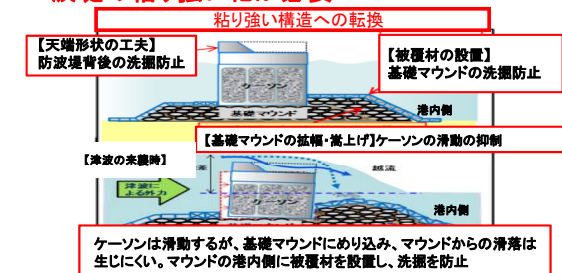 粘り強い構造への転換
【天端形状の工夫】
防波堤背後の洗掘防止
【被覆材の設置】
基礎マウンドの洗掘防止
ケーソン
基礎マウンド
港内側
【基礎マウンドの拡幅・嵩上げ】ケーソンの滑動の抑制
【津波の来襲時】
越流
津波に
よる外力
ケーソン
港内側
ケーソンは滑動するが、基礎マウンドにめり込み、マウンドからの滑落は
生じにくい。マウンドの港内側に被覆材を設置し、洗掘を防止